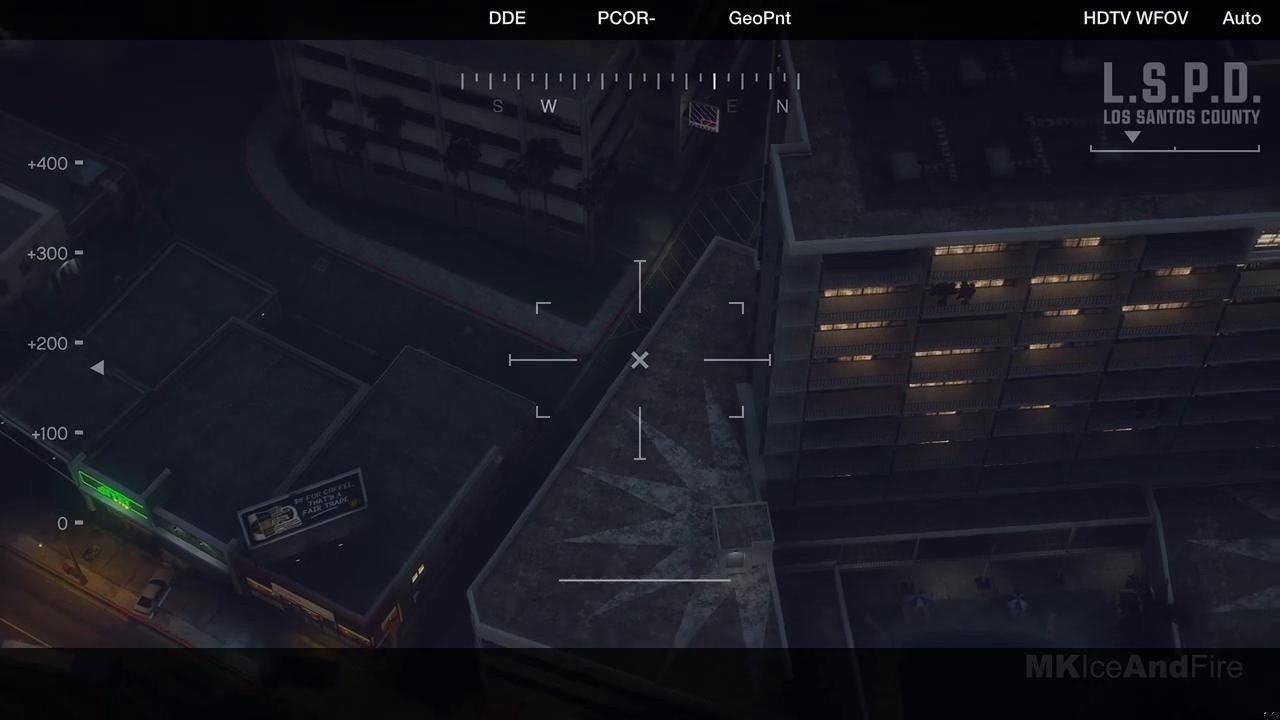 DDE PCOR- GeoPnt HDTV WFOV Auto
L.S.P.D.
LOS SANTOS COUNTY
S W E N
+400
+300
+200
+100
0
$5 FOR COFFEE.
THAT'S A
FAIR TRADE.
MKIceAndFire